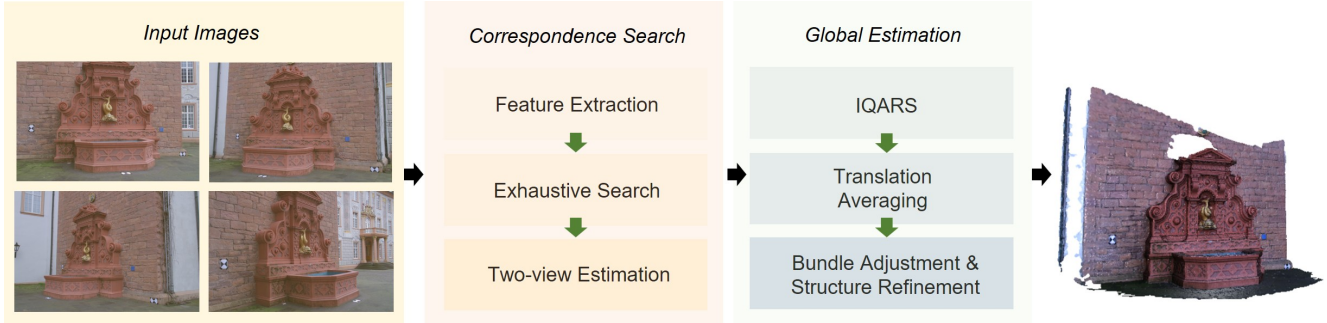 Input Images
Correspondence Search
Global Estimation
Feature Extraction
Exhaustive Search
Two-view Estimation
IQARS
Translation
Averaging
Bundle Adjustment &
Structure Refinement